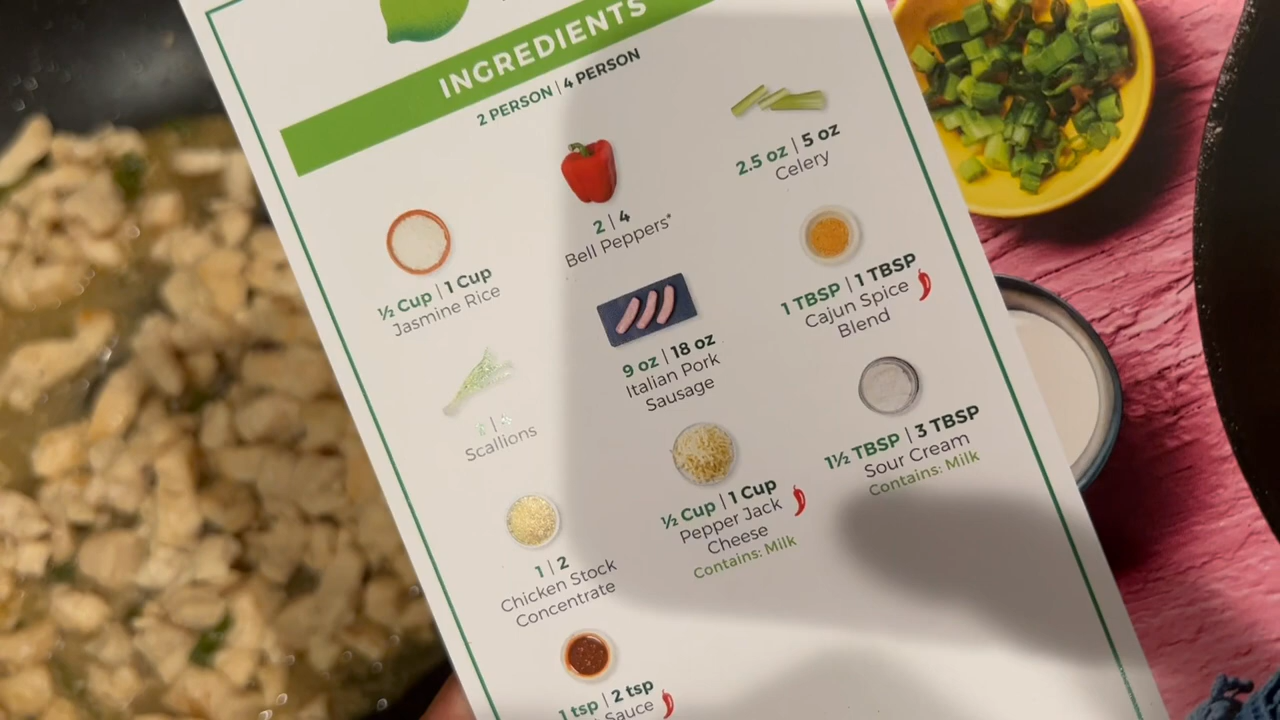 INGREDIENTS
2 PERSON | 4 PERSON
½ Cup | 1 Cup
Jasmine Rice
2 | 4
Bell Peppers*
2.5 oz | 5 oz
Celery
Scallions
9 oz | 18 oz
Italian Pork
Sausage
1 TBSP | 1 TBSP
Cajun Spice
Blend
1 | 2
Chicken Stock
Concentrate
½ Cup | 1 Cup
Pepper Jack
Cheese
Contains: Milk
1½ TBSP | 3 TBSP
Sour Cream
Contains: Milk
1 tsp | 2 tsp
Sauce